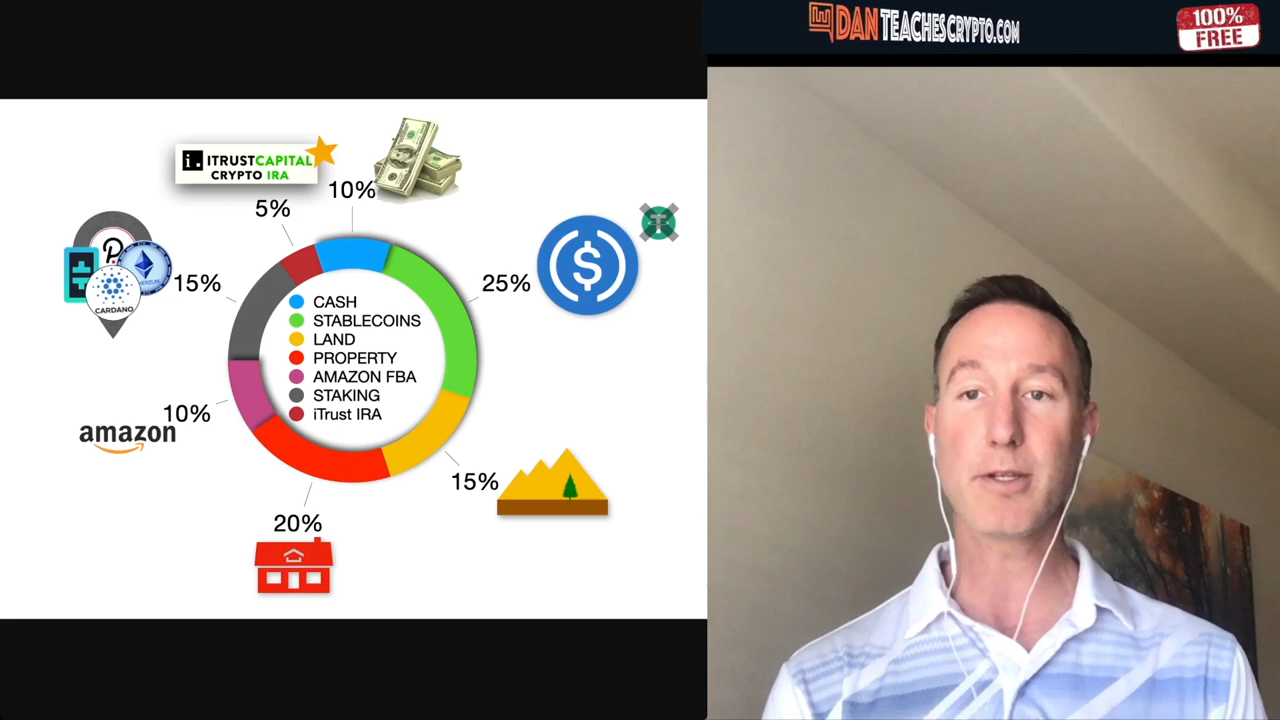 DANTEACHESCRYPTO.COM
100%
FREE
i. ITRUSTCAPITAL
CRYPTO IRA
10%
5%
25%
15%
CARDANO
CASH
STABLECOINS
LAND
PROPERTY
AMAZON FBA
STAKING
iTrust IRA
10%
amazon
15%
20%